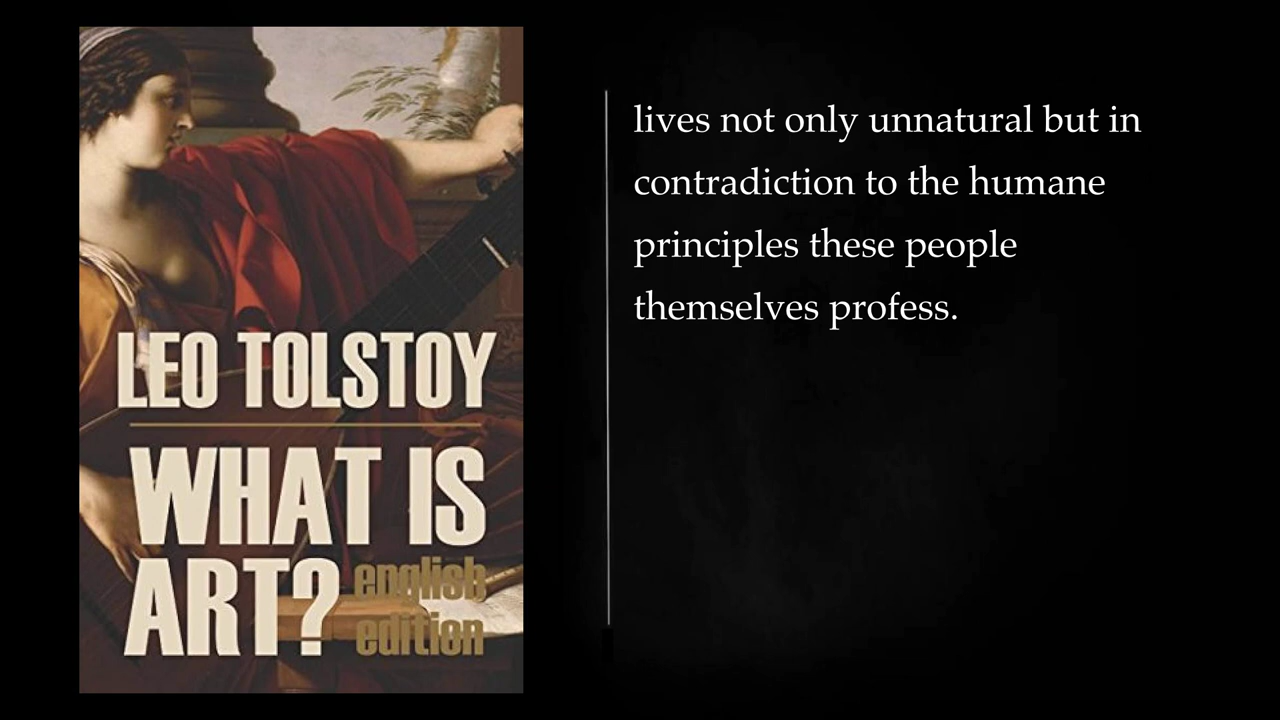 LEO TOLSTOY
WHAT IS
ART? english
edition
lives not only unnatural but in
contradiction to the humane
principles these people
themselves profess.